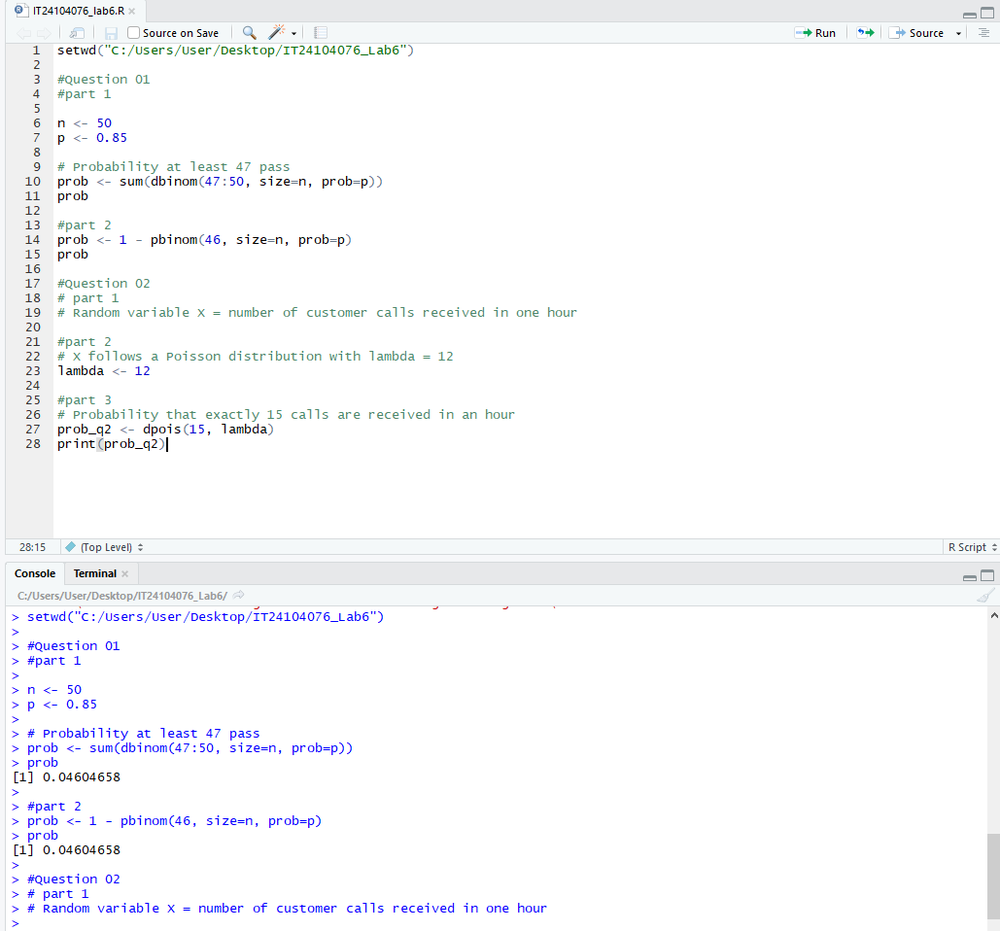 IT24104076_lab6.R
Source on Save
Run
Source
1 setwd("C:/Users/User/Desktop/IT24104076_Lab6")
2
3 #Question 01
4 #part 1
5
6 n <- 50
7 p <- 0.85
8
9 # Probability at least 47 pass
10 prob <- sum(dbinom(47:50, size=n, prob=p))
11 prob
12
13 #part 2
14 prob <- 1 - pbinom(46, size=n, prob=p)
15 prob
16
17 #Question 02
18 # part 1
19 # Random variable X = number of customer calls received in one hour
20
21 #part 2
22 # X follows a Poisson distribution with lambda = 12
23 lambda <- 12
24
25 #part 3
26 # Probability that exactly 15 calls are received in an hour
27 prob_q2 <- dpois(15, lambda)
28 print(prob_q2)
28:15 (Top Level) R Script
Console Terminal
C:/Users/User/Desktop/IT24104076_Lab6/
> setwd("C:/Users/User/Desktop/IT24104076_Lab6")
>
> #Question 01
> #part 1
>
> n <- 50
> p <- 0.85
>
> # Probability at least 47 pass
> prob <- sum(dbinom(47:50, size=n, prob=p))
> prob
[1] 0.04604658
>
> #part 2
> prob <- 1 - pbinom(46, size=n, prob=p)
> prob
[1] 0.04604658
>
> #Question 02
> # part 1
> # Random variable X = number of customer calls received in one hour
>